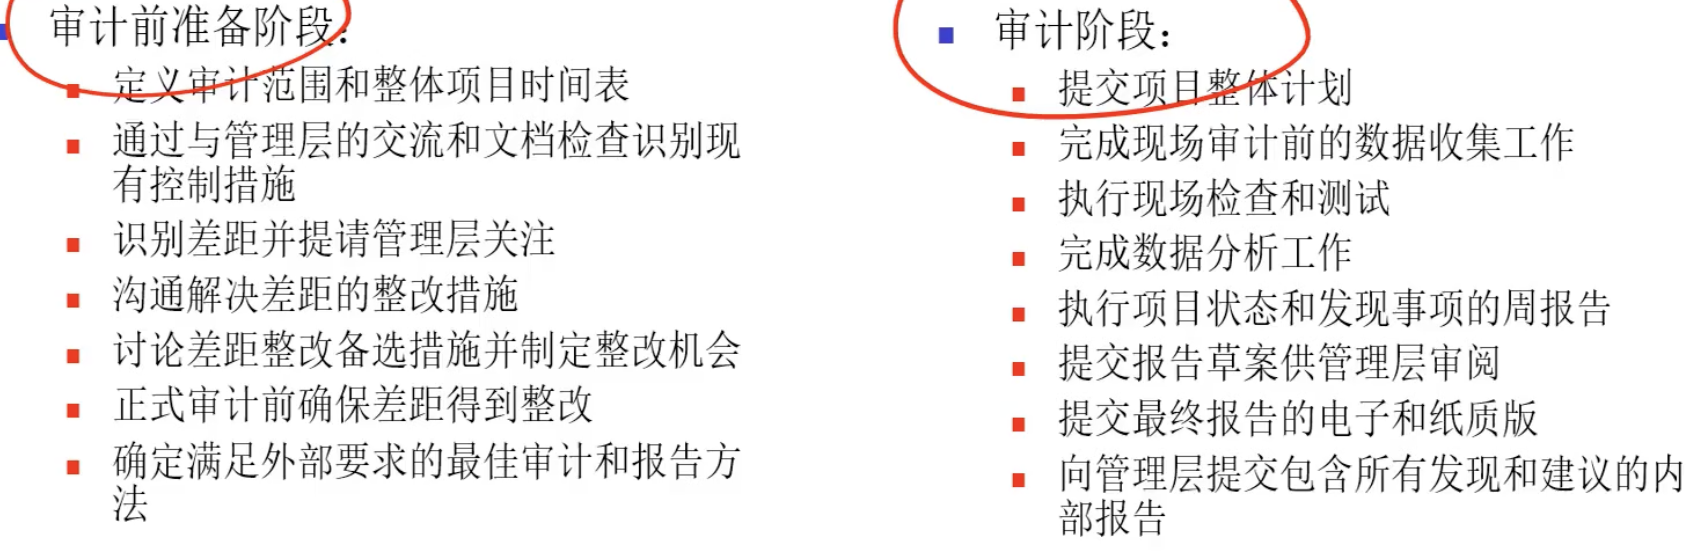 审计前准备阶段:
定义审计范围和整体项目时间表
通过与管理层的交流和文档检查识别现
有控制措施
识别差距并提请管理层关注
沟通解决差距的整改措施
讨论差距整改备选措施并制定整改机会
正式审计前确保差距得到整改
确定满足外部要求的最佳审计和报告方
法
审计阶段：
提交项目整体计划
完成现场审计前的数据收集工作
执行现场检查和测试
完成数据分析工作
执行项目状态和发现事项的周报告
提交报告草案供管理层审阅
提交最终报告的电子和纸质版
向管理层提交包含所有发现和建议的内
部报告